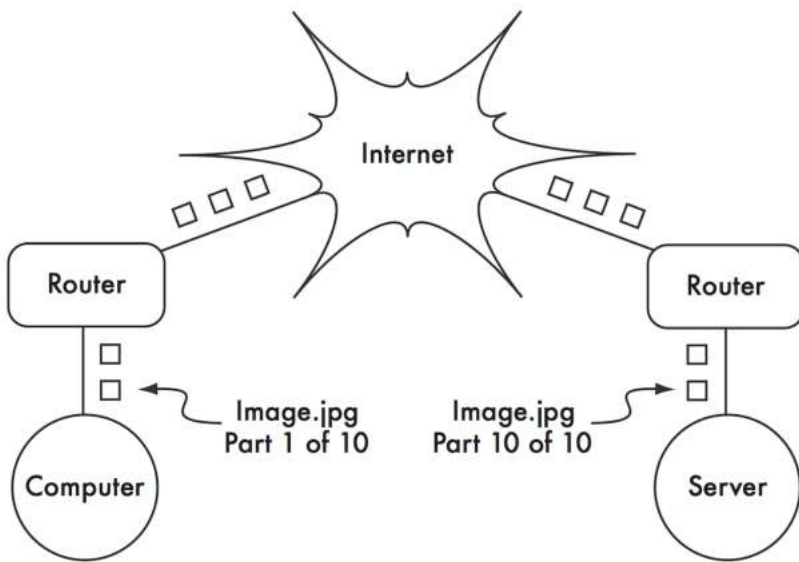 Internet
Router
Router
Image.jpg
Part 1 of 10
Image.jpg
Part 10 of 10
Computer
Server